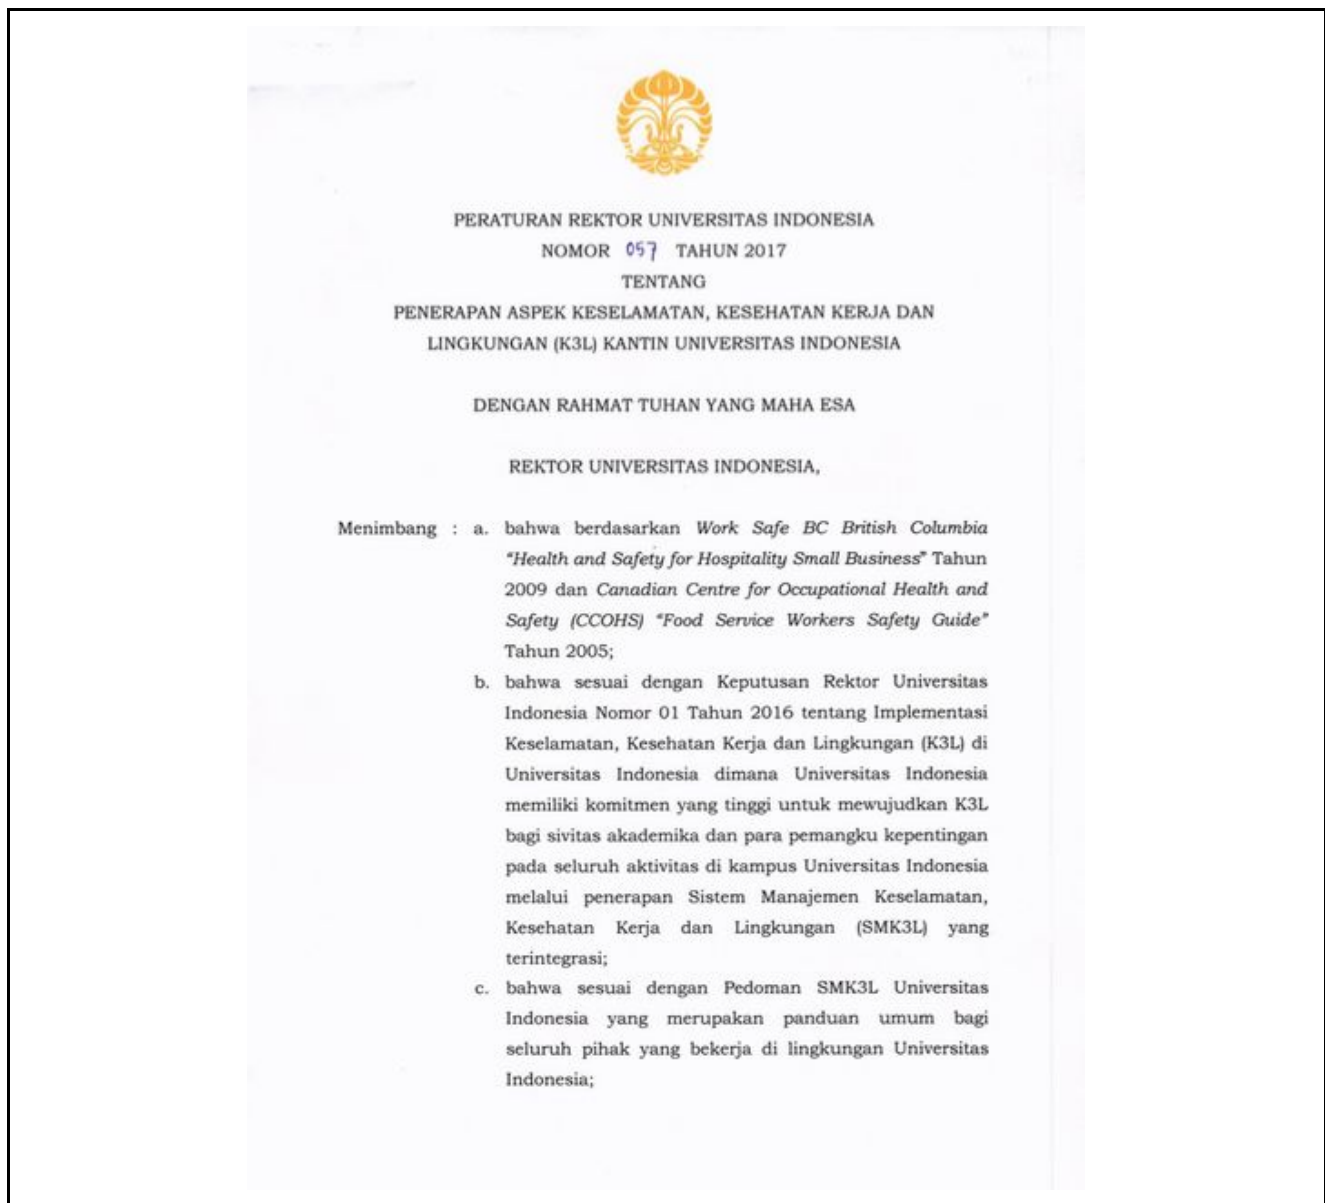 PERATURAN REKTOR UNIVERSITAS INDONESIA
NOMOR 057 TAHUN 2017
TENTANG
PENERAPAN ASPEK KESELAMATAN, KESEHATAN KERJA DAN
LINGKUNGAN (K3L) KANTIN UNIVERSITAS INDONESIA
DENGAN RAHMAT TUHAN YANG MAHA ESA
REKTOR UNIVERSITAS INDONESIA,
Menimbang : a. bahwa berdasarkan Work Safe BC British Columbia
"Health and Safety for Hospitality Small Business" Tahun
2009 dan Canadian Centre for Occupational Health and
Safety (CCOHS) "Food Service Workers Safety Guide"
Tahun 2005;
b. bahwa sesuai dengan Keputusan Rektor Universitas
Indonesia Nomor 01 Tahun 2016 tentang Implementasi
Keselamatan, Kesehatan Kerja dan Lingkungan (K3L) di
Universitas Indonesia dimana Universitas Indonesia
memiliki komitmen yang tinggi untuk mewujudkan K3L
bagi sivitas akademika dan para pemangku kepentingan
pada seluruh aktivitas di kampus Universitas Indonesia
melalui penerapan Sistem Manajemen Keselamatan,
Kesehatan Kerja dan Lingkungan (SMK3L) yang
terintegrasi;
c. bahwa sesuai dengan Pedoman SMK3L Universitas
Indonesia yang merupakan panduan umum bagi
seluruh pihak yang bekerja di lingkungan Universitas
Indonesia;